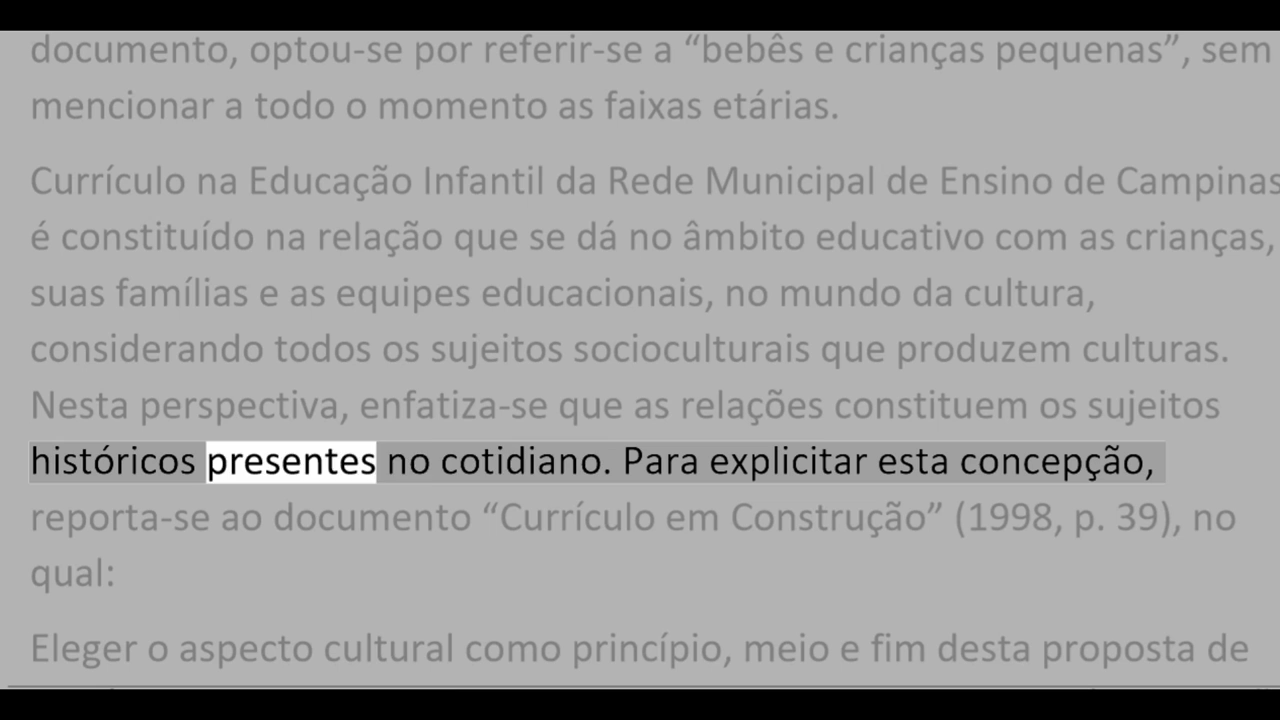 documento, optou-se por referir-se a “bebês e crianças pequenas”, sem
mencionar a todo o momento as faixas etárias.
Currículo na Educação Infantil da Rede Municipal de Ensino de Campinas
é constituído na relação que se dá no âmbito educativo com as crianças,
suas famílias e as equipes educacionais, no mundo da cultura,
considerando todos os sujeitos socioculturais que produzem culturas.
Nesta perspectiva, enfatiza-se que as relações constituem os sujeitos
históricos presentes no cotidiano. Para explicitar esta concepção,
reporta-se ao documento “Currículo em Construção” (1998, p. 39), no
qual:
Eleger o aspecto cultural como princípio, meio e fim desta proposta de